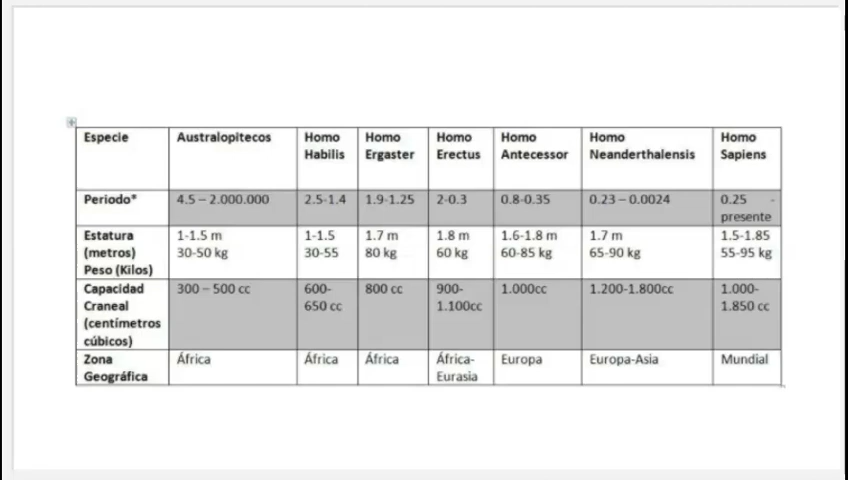 Especie Australopitecos Homo Habilis Homo Ergaster Homo Erectus Homo Antecessor Homo Neanderthalensis Homo Sapiens
Periodo* 4.5 – 2.000.000 2.5-1.4 1.9-1.25 2-0.3 0.8-0.35 0.23 – 0.0024 0.25 - presente
Estatura (metros) Peso (Kilos) 1-1.5 m 30-50 kg 1-1.5 30-55 1.7 m 80 kg 1.8 m 60 kg 1.6-1.8 m 60-85 kg 1.7 m 65-90 kg 1.5-1.85 55-95 kg
Capacidad Craneal (centímetros cúbicos) 300 – 500 cc 600-650 cc 800 cc 900-1.100cc 1.000cc 1.200-1.800cc 1.000-1.850 cc
Zona Geográfica África África África África-Eurasia Europa Europa-Asia Mundial